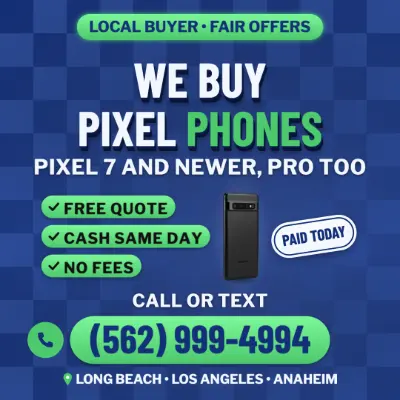 LOCAL BUYER • FAIR OFFERS
WE BUY
PIXEL PHONES
PIXEL 7 AND NEWER, PRO TOO
FREE QUOTE
CASH SAME DAY
NO FEES
PAID TODAY
CALL OR TEXT
(562) 999-4994
LONG BEACH • LOS ANGELES • ANAHEIM